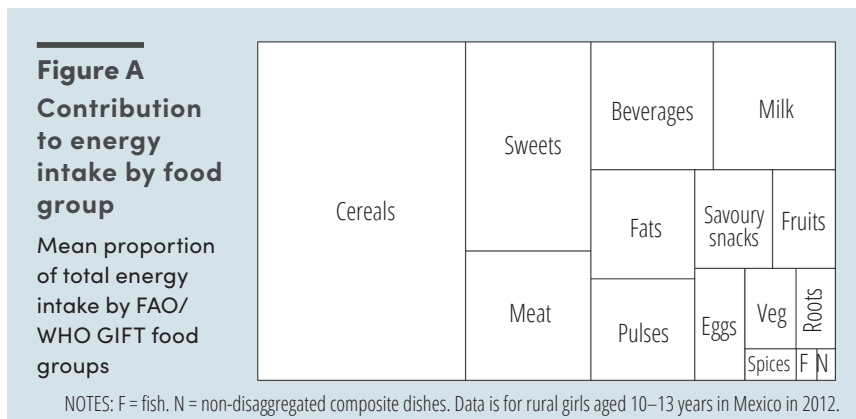 Figure A
Contribution
to energy
intake by food
group
Mean proportion
of total energy
intake by FAO/
WHO GIFT food
groups
Cereals
Sweets
Meat
Beverages
Milk
Fats
Savoury
snacks
Fruits
Pulses
Eggs
Veg
Roots
Spices
F
N
NOTES: F = fish. N = non-disaggregated composite dishes. Data is for rural girls aged 10–13 years in Mexico in 2012.